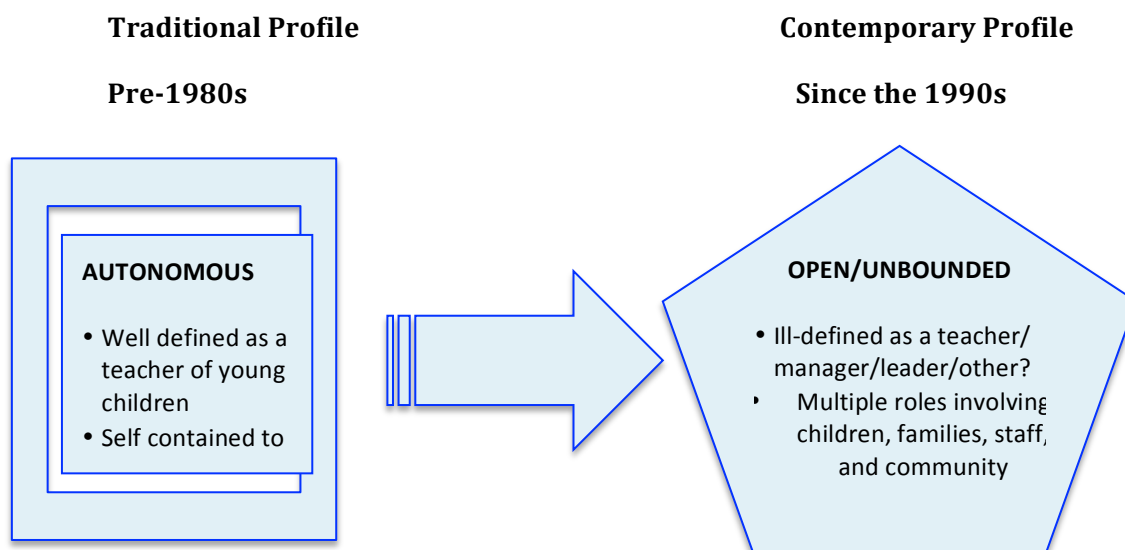 Traditional Profile
Pre-1980s
AUTONOMOUS
• Well defined as a
teacher of young
children
• Self contained to
Contemporary Profile
Since the 1990s
OPEN/UNBOUNDED
• Ill-defined as a teacher/
manager/leader/other?
• Multiple roles involving
children, families, staff,
and community